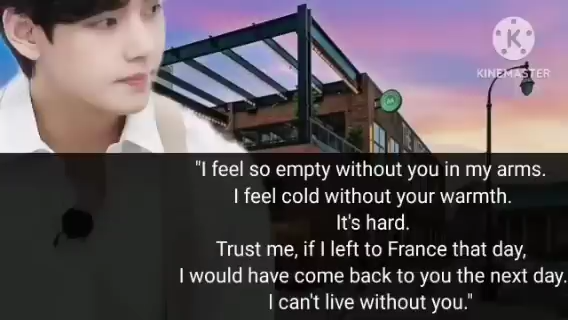 KINEMASTER
"I feel so empty without you in my arms.
I feel cold without your warmth.
It's hard.
Trust me, if I left to France that day,
I would have come back to you the next day.
I can't live without you."